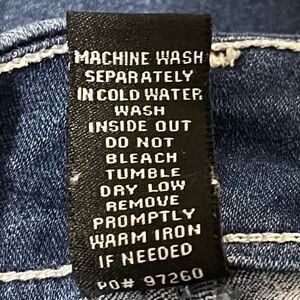 MACHINE WASH
SEPARATELY
IN COLD WATER
WASH
INSIDE OUT
DO NOT
BLEACH
TUMBLE
DRY LOW
REMOVE
PROMPTLY
WARM IRON
IF NEEDED
PO# 97260